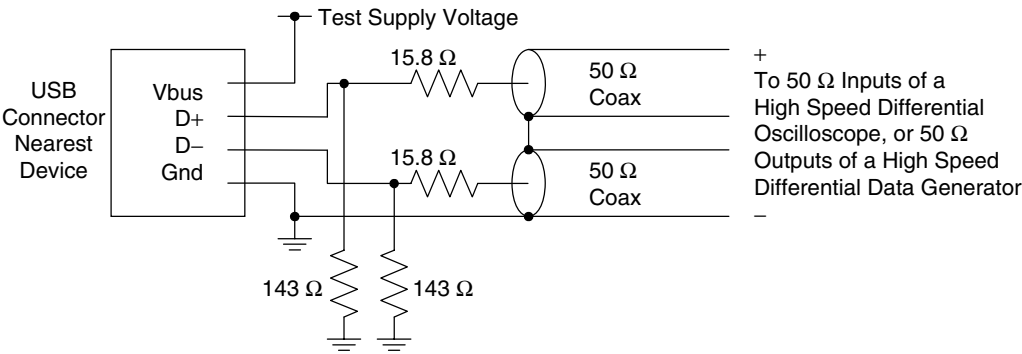 Test Supply Voltage
USB
Connector
Nearest
Device
Vbus
D+
D−
Gnd
15.8 Ω
50 Ω
Coax
15.8 Ω
50 Ω
Coax
143 Ω
143 Ω
+
To 50 Ω Inputs of a
High Speed Differential
Oscilloscope, or 50 Ω
Outputs of a High Speed
Differential Data Generator
−